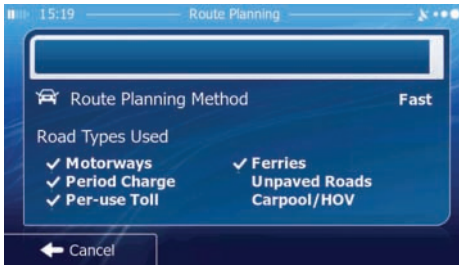 15:19 Route Planning
Route Planning Method Fast
Road Types Used
Motorways Ferries
Period Charge Unpaved Roads
Per-use Toll Carpool/HOV
Cancel